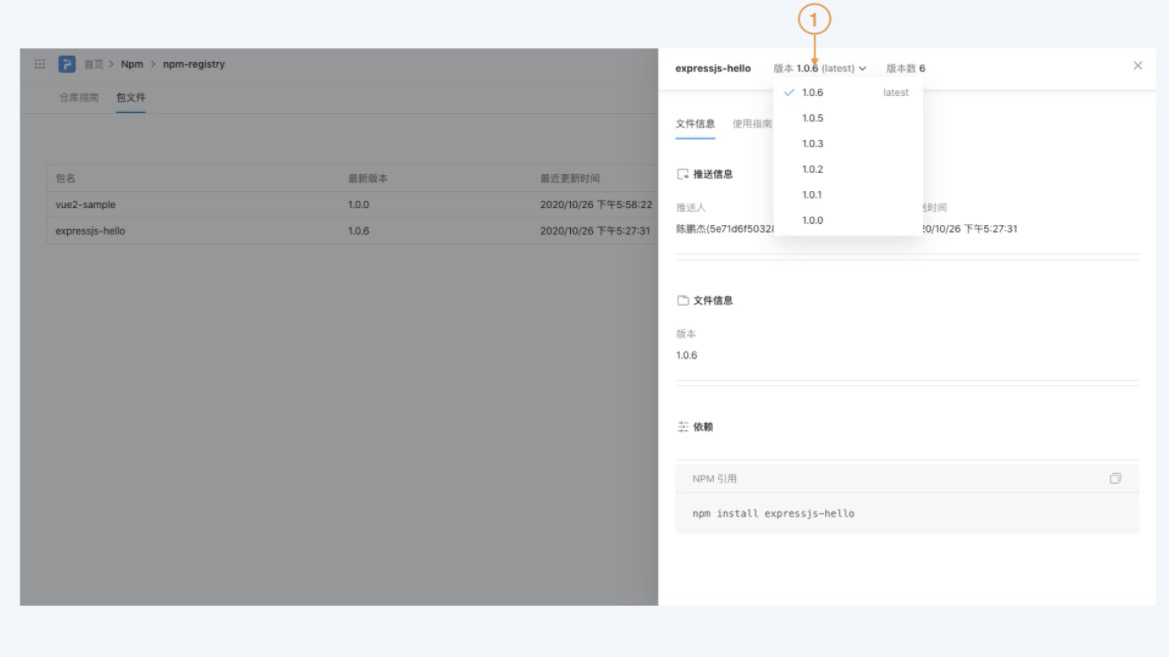 1
首页 > Npm > npm-registry
仓库指南 包文件
包名 最新版本 最近更新时间
vue2-sample 1.0.0 2020/10/26 下午5:58:22
expressjs-hello 1.0.6 2020/10/26 下午5:27:31
expressjs-hello 版本 1.0.6 (latest) 版本数 6
1.0.6 latest
1.0.5
1.0.3
1.0.2
1.0.1
1.0.0
文件信息 使用指南
推送信息
推送人 时间
陈鹏杰(5e71d6f5032 20/10/26 下午5:27:31
文件信息
版本
1.0.6
依赖
NPM 引用
npm install expressjs-hello